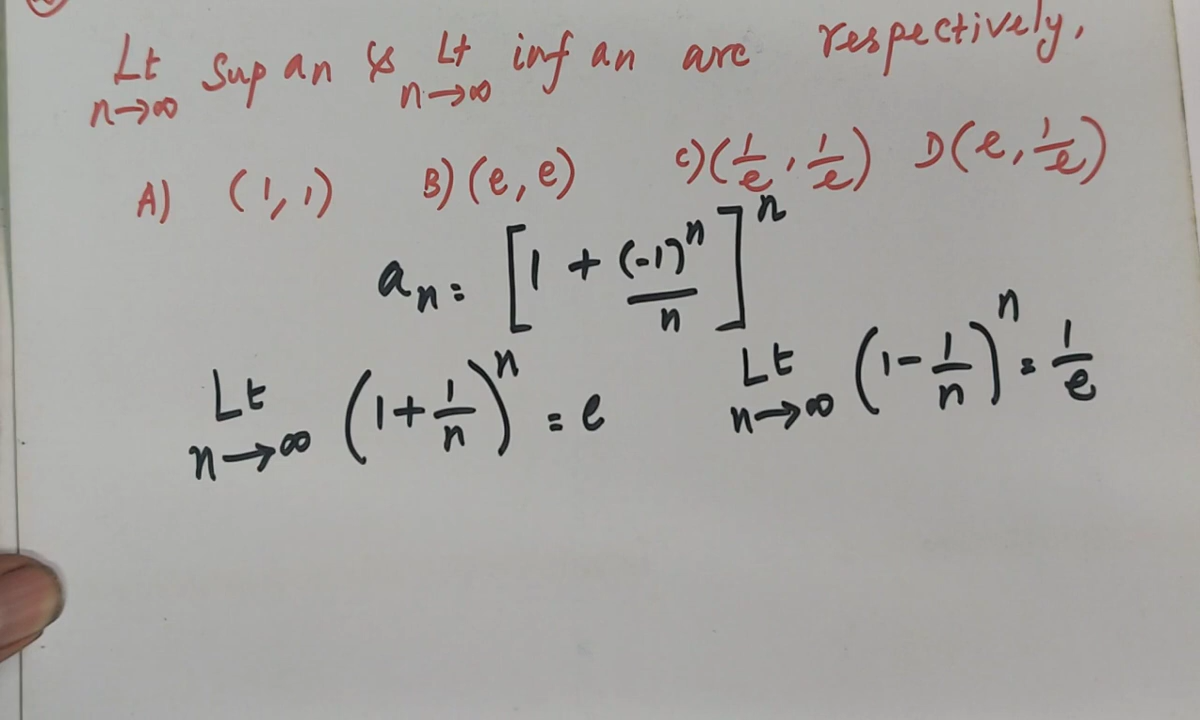 Lt n→∞ Sup an & Lt n→∞ inf an are respectively.
A) (1,1) B) (e,e) c) (1/e, 1/e) D (e, 1/e)
an = [1 + (-1)^n / n]^n
Lt n→∞ (1 + 1/n)^n = e Lt n→∞ (1 - 1/n)^n = 1/e